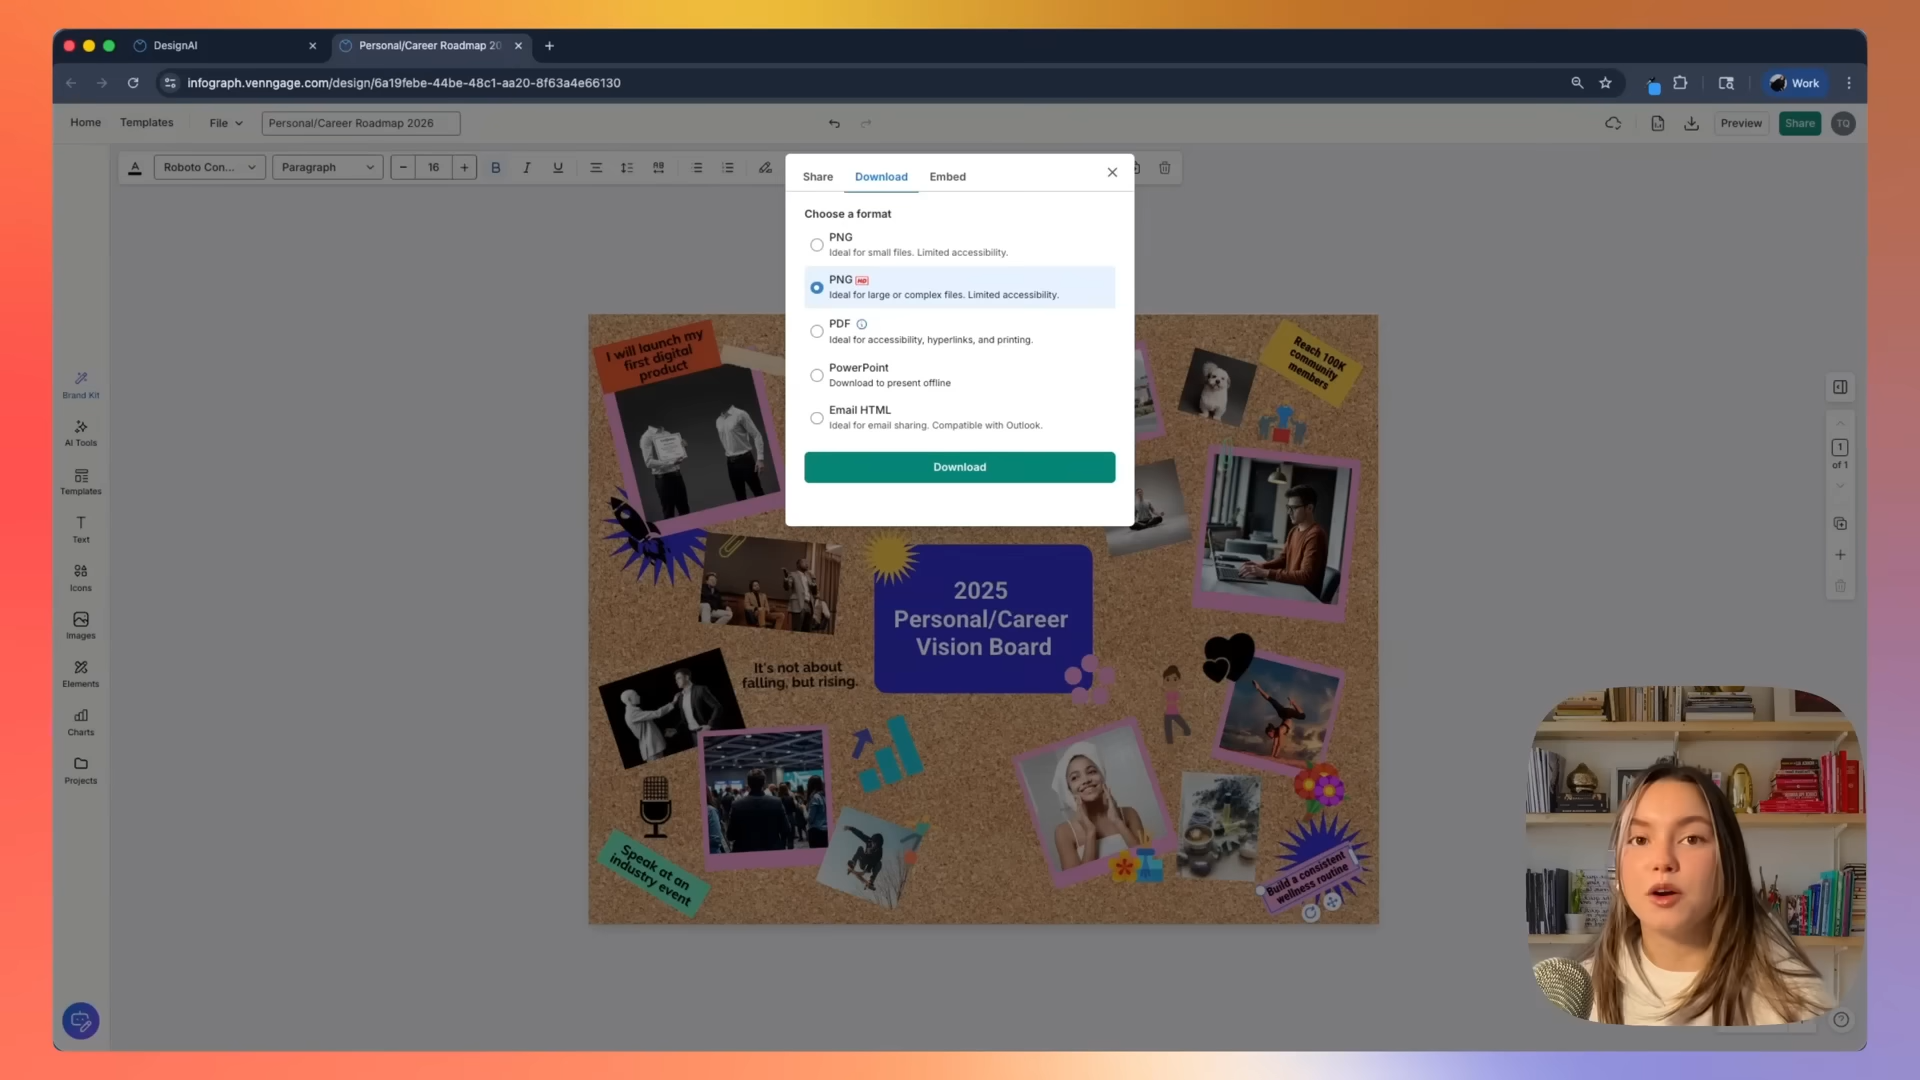 DesignAI
Personal/Career Roadmap 20
infograph.venngage.com/design/6a19febe-44be-48c1-aa20-8f63a4e66130
Work
Home
Templates
File
Personal/Career Roadmap 2026
Preview
Share
TQ
A
Roboto Con...
Paragraph
16
B
I
U
Share
Download
Embed
Choose a format
PNG
Ideal for small files. Limited accessibility.
PNG HD
Ideal for large or complex files. Limited accessibility.
PDF
Ideal for accessibility, hyperlinks, and printing.
PowerPoint
Download to present offline
Email HTML
Ideal for email sharing. Compatible with Outlook.
Download
Brand Kit
AI Tools
Templates
Text
Icons
Images
Elements
Charts
Projects
1
of 1
I will launch my
first digital
product
Reach 100K
community
members
2025
Personal/Career
Vision Board
It's not about
falling, but rising.
Speak at an
industry event
Build a consistent
wellness routine